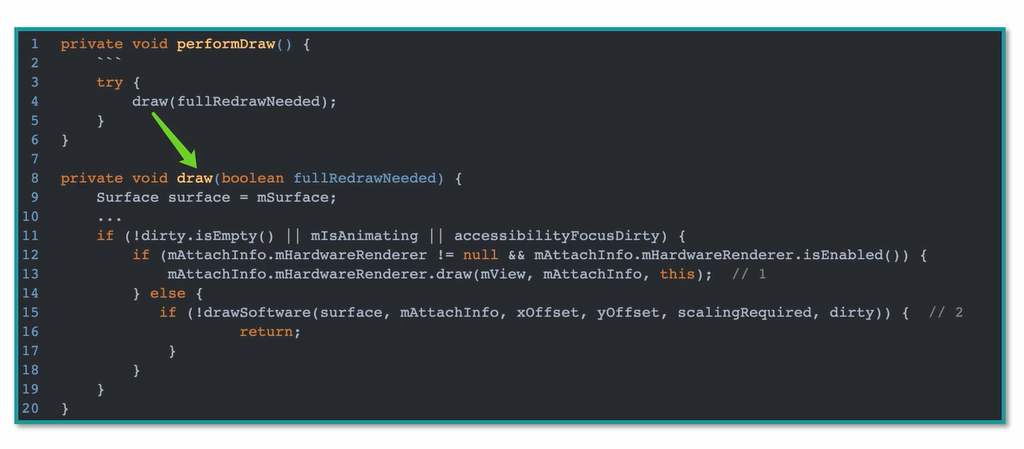 1 private void performDraw() {
2 ```
3 try {
4 draw(fullRedrawNeeded);
5 }
6 }
7
8 private void draw(boolean fullRedrawNeeded) {
9 Surface surface = mSurface;
10 ...
11 if (!dirty.isEmpty() || mIsAnimating || accessibilityFocusDirty) {
12 if (mAttachInfo.mHardwareRenderer != null && mAttachInfo.mHardwareRenderer.isEnabled()) {
13 mAttachInfo.mHardwareRenderer.draw(mView, mAttachInfo, this); // 1
14 } else {
15 if (!drawSoftware(surface, mAttachInfo, xOffset, yOffset, scalingRequired, dirty)) { // 2
16 return;
17 }
18 }
19 }
20 }